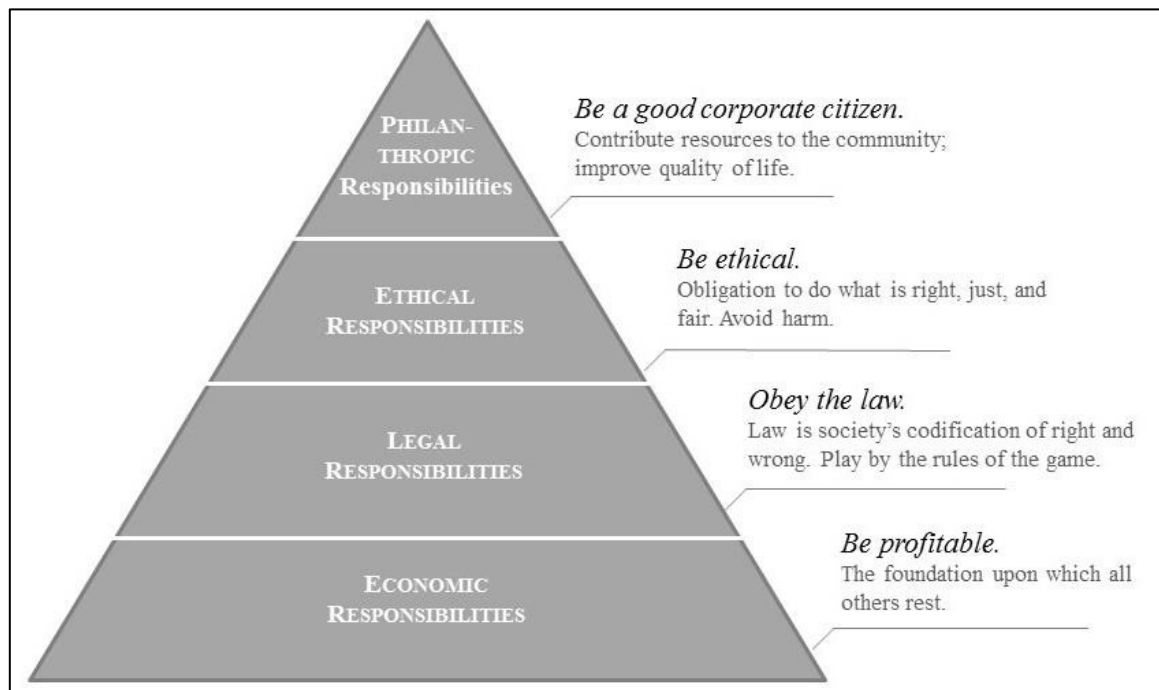 PHILAN-
THROPIC
Responsibilities
Be a good corporate citizen.
Contribute resources to the community;
improve quality of life.
ETHICAL
RESPONSIBILITIES
Be ethical.
Obligation to do what is right, just, and
fair. Avoid harm.
LEGAL
RESPONSIBILITIES
Obey the law.
Law is society’s codification of right and
wrong. Play by the rules of the game.
ECONOMIC
RESPONSIBILITIES
Be profitable.
The foundation upon which all
others rest.